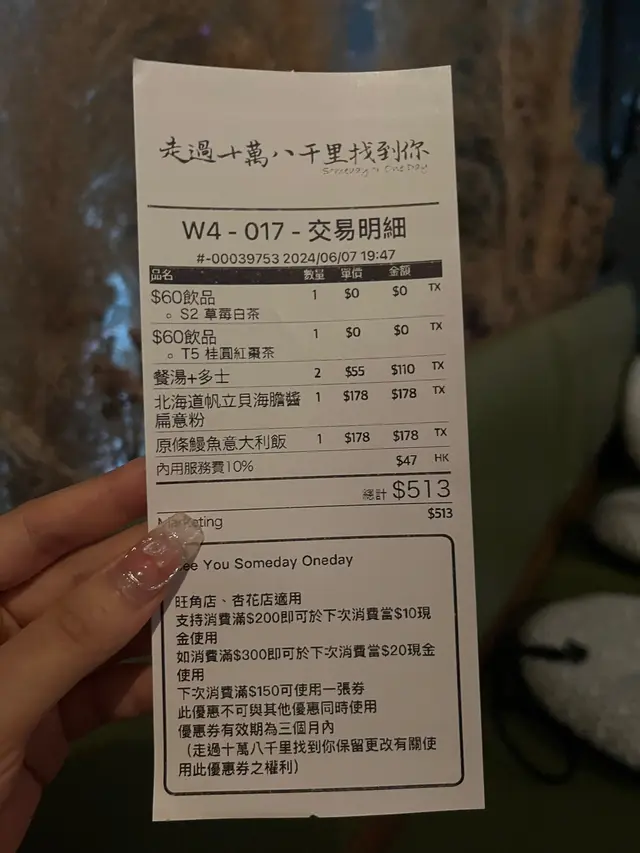 走過十萬八千里找到你
Someday or One Day
W4 - 017 - 交易明細
#-00039753 2024/06/07 19:47
品名 數量 單價 金額
$60飲品 1 $0 $0 TX
。 S2 草莓白茶
$60飲品 1 $0 $0 TX
。 T5 桂圓紅棗茶
餐湯+多士 2 $55 $110 TX
北海道帆立貝海膽醬 1 $178 $178 TX
扁意粉
原條鰻魚意大利飯 1 $178 $178 TX
內用服務費10% $47 HK
總計 $513
Marketing $513
ee You Someday Oneday
旺角店、杏花店適用
支持消費滿$200即可於下次消費當$10現
金使用
如消費滿$300即可於下次消費當$20現金
使用
下次消費滿$150可使用一張券
此優惠不可與其他優惠同時使用
優惠券有效期為三個月內
（走過十萬八千里找到你保留更改有關使
用此優惠券之權利）